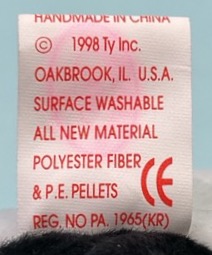 HANDMADE IN CHINA
© 1998 Ty Inc.
OAKBROOK, IL. U.S.A.
SURFACE WASHABLE
ALL NEW MATERIAL
POLYESTER FIBER
& P.E. PELLETS CE
REG. NO PA. 1965(KR)